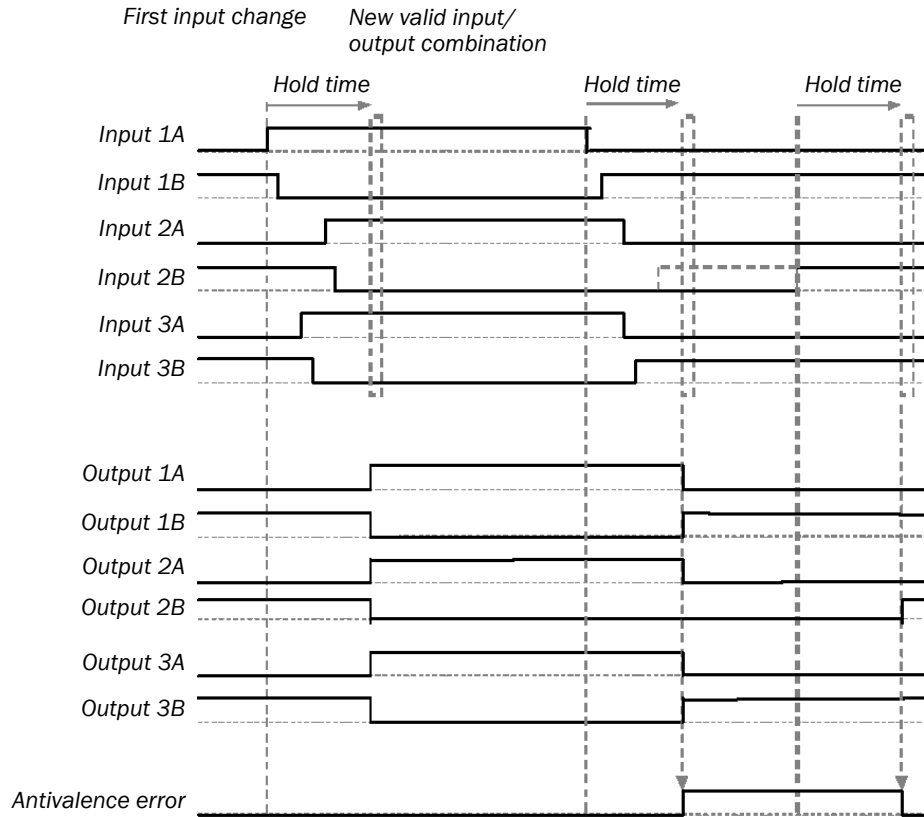 First input change
New valid input/
output combination
Hold time
Hold time
Hold time
Input 1A
Input 1B
Input 2A
Input 2B
Input 3A
Input 3B
Output 1A
Output 1B
Output 2A
Output 2B
Output 3A
Output 3B
Antivalence error